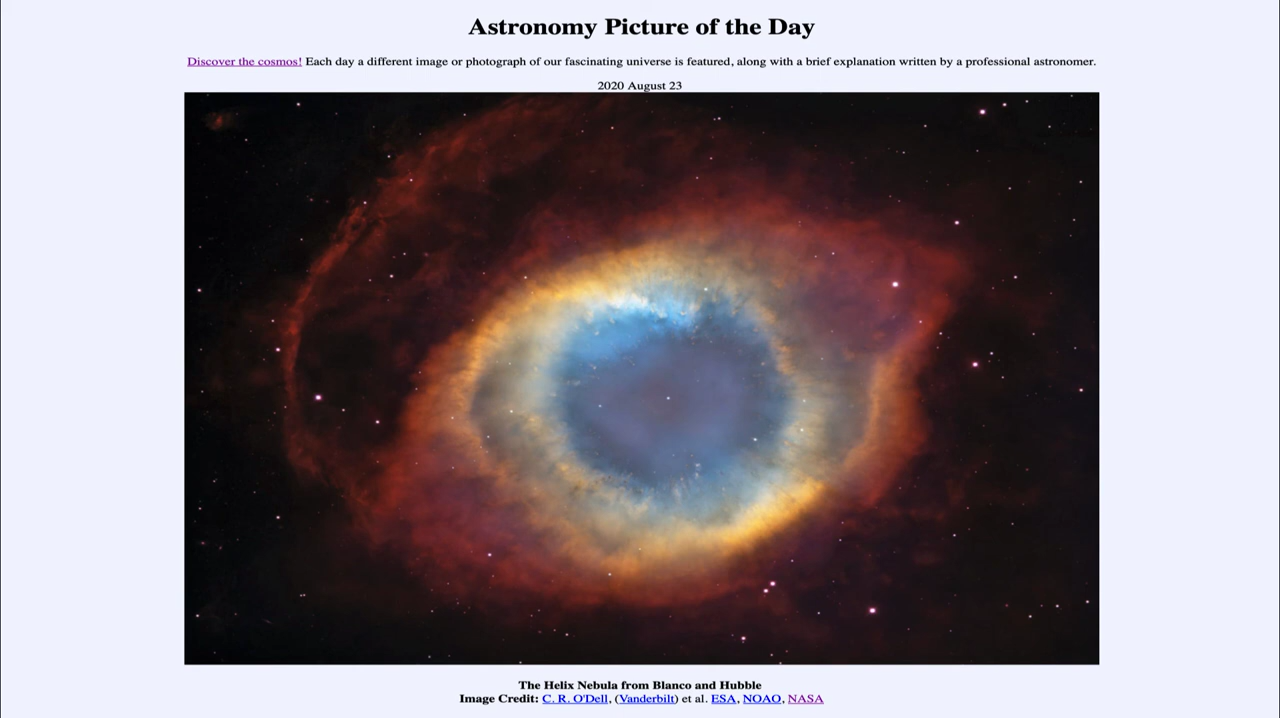 Astronomy Picture of the Day
Discover the cosmos! Each day a different image or photograph of our fascinating universe is featured, along with a brief explanation written by a professional astronomer.
2020 August 23
The Helix Nebula from Blanco and Hubble
Image Credit: C. R. O'Dell, (Vanderbilt) et al. ESA, NOAO, NASA